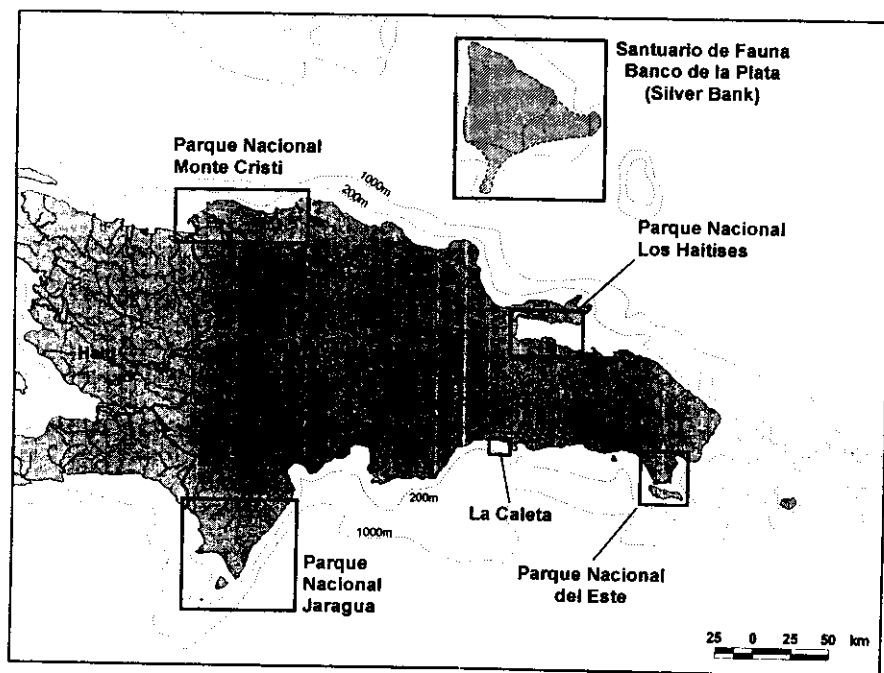 Santuario de Fauna
Banco de la Plata
(Silver Bank)
Parque Nacional
Monte Cristi
1000m
200m
Parque Nacional
Los Haitises
Haiti
200m
La Caleta
1000m
Parque
Nacional
Jaragua
Parque Nacional
del Este
25 0 25 50 km